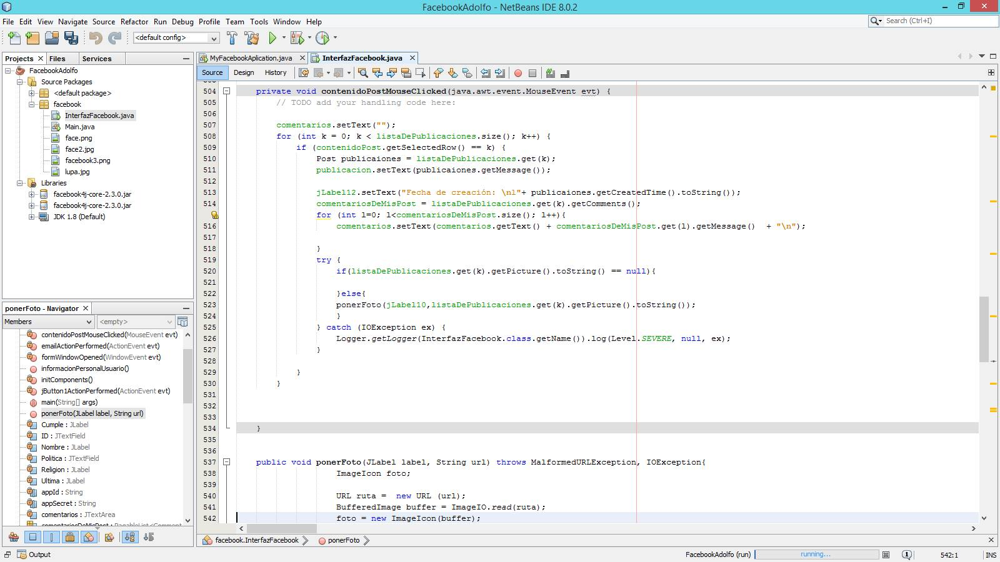 FacebookAdolfo - NetBeans IDE 8.0.2
File Edit View Navigate Source Refactor Run Debug Profile Team Tools Window Help
Search (Ctrl+I)
<default config>
Projects Files Services
FacebookAdolfo
Source Packages
<default package>
facebook
InterfazFacebook.java
Main.java
face.png
face2.jpg
facebook3.png
lupa.jpg
Libraries
facebook4j-core-2.3.0.jar
facebook4j-core-2.3.0.jar
JDK 1.8 (Default)
ponerFoto - Navigator
Members <empty>
contenidoPostMouseClicked(MouseEvent evt)
emailActionPerformed(ActionEvent evt)
formWindowOpened(WindowEvent evt)
informacionPersonalUsuario()
initComponents()
jButton1ActionPerformed(ActionEvent evt)
main(String[] args)
ponerFoto(JLabel label, String url)
Cumple : JLabel
ID : JTextField
Nombre : JLabel
Politica : JTextField
Religion : JLabel
Ultima : JLabel
appId : String
appSecret : String
comentarios : JTextArea
comentariosDeMisPost : PagableList<Comment
MyFacebookAplication.java InterfazFacebook.java
Source Design History
504 private void contenidoPostMouseClicked(java.awt.event.MouseEvent evt) {
505 // TODO add your handling code here:
506
507 comentarios.setText("");
508 for (int k = 0; k < listaDePublicaciones.size(); k++) {
509 if (contenidoPost.getSelectedRow() == k) {
510 Post publicaiones = listaDePublicaciones.get(k);
511 publicacion.setText(publicaiones.getMessage());
512
513 jLabel12.setText("Fecha de creación: \nl"+ publicaiones.getCreatedTime().toString());
514 comentariosDeMisPost = listaDePublicaciones.get(k).getComments();
for (int l=0; l<comentariosDeMisPost.size(); l++){
516 comentarios.setText(comentarios.getText() + comentariosDeMisPost.get(l).getMessage()  + "\n");
517
518 }
519 try {
520 if(listaDePublicaciones.get(k).getPicture().toString() == null){
521
522 }else{
523 ponerFoto(jLabel10,listaDePublicaciones.get(k).getPicture().toString());
524 }
525 } catch (IOException ex) {
526 Logger.getLogger(InterfazFacebook.class.getName()).log(Level.SEVERE, null, ex);
527 }
528
529 }
530 }
531
532
533
534 }
535
536
537 public void ponerFoto(JLabel label, String url) throws MalformedURLException, IOException{
538 ImageIcon foto;
539
540 URL ruta =  new URL (url);
541 BufferedImage buffer = ImageIO.read(ruta);
542 foto = new ImageIcon(buffer);
facebook.InterfazFacebook ponerFoto
Output
FacebookAdolfo (run) running... 1 542:1 INS